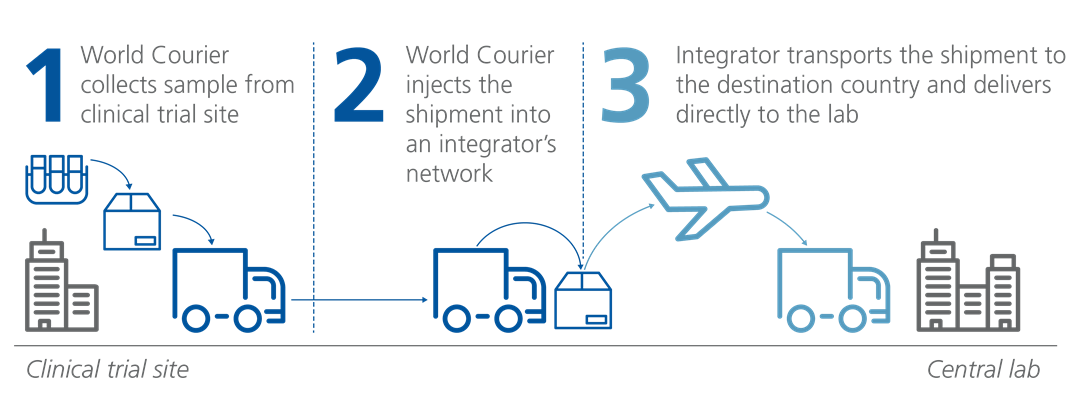 1
World Courier
collects sample from
clinical trial site
2
World Courier
injects the
shipment into
an integrator’s
network
3
Integrator transports the shipment to
the destination country and delivers
directly to the lab
Clinical trial site
Central lab